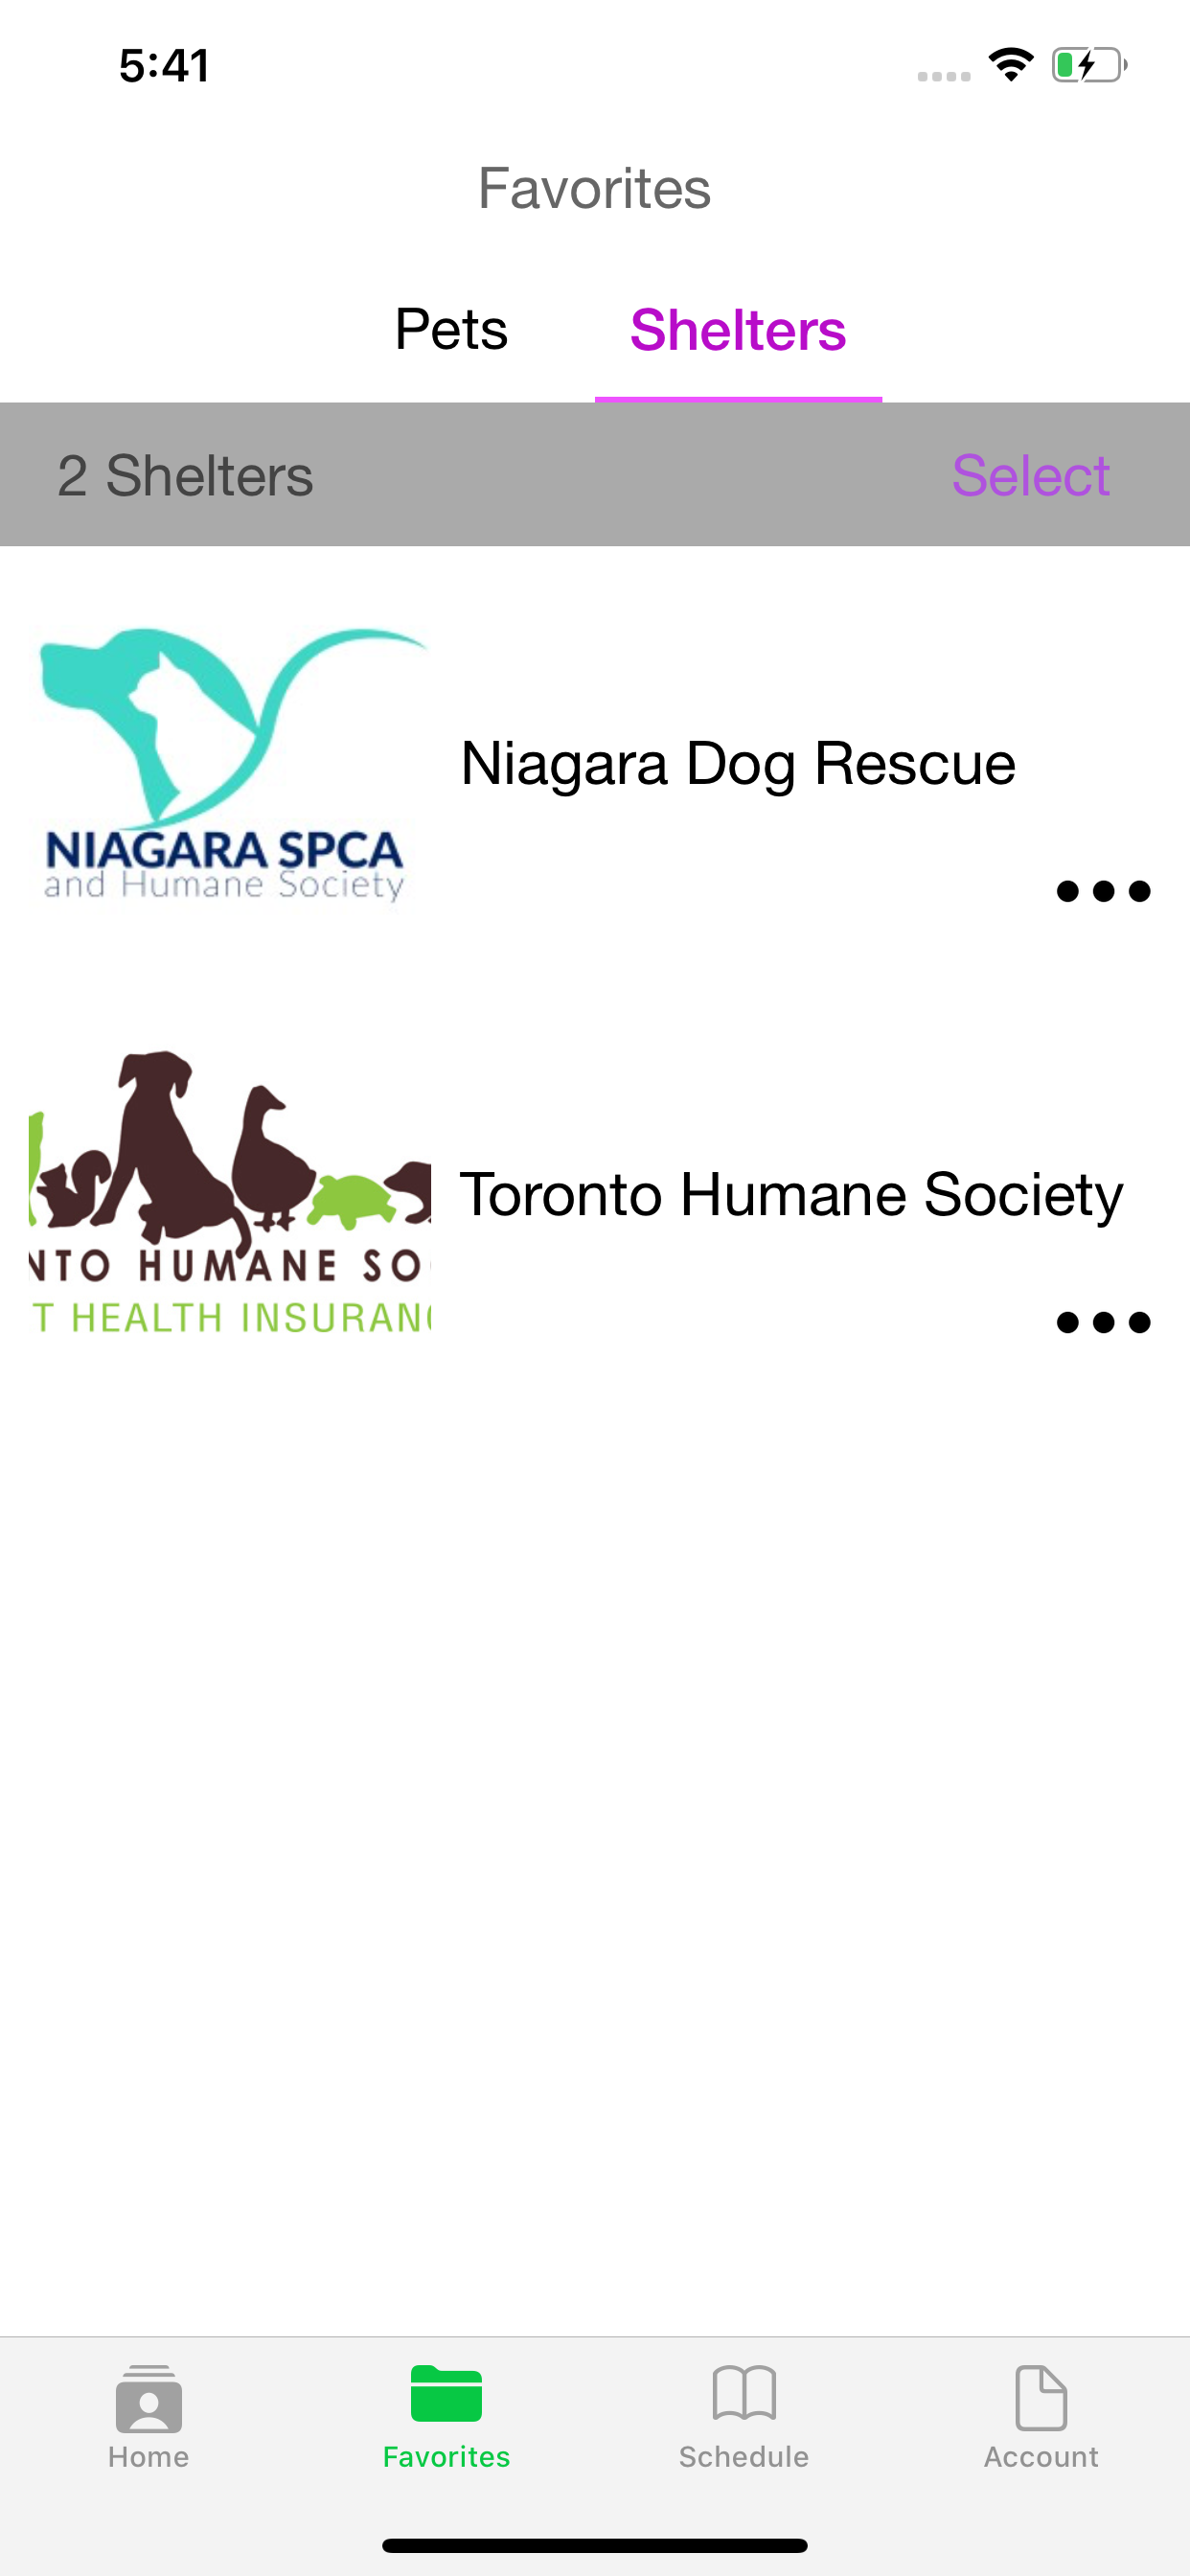 5:41
Favorites
Pets Shelters
2 Shelters Select
NIAGARA SPCA
and Humane Society
Niagara Dog Rescue
NTO HUMANE SO
T HEALTH INSURANC
Toronto Humane Society
Home Favorites Schedule Account